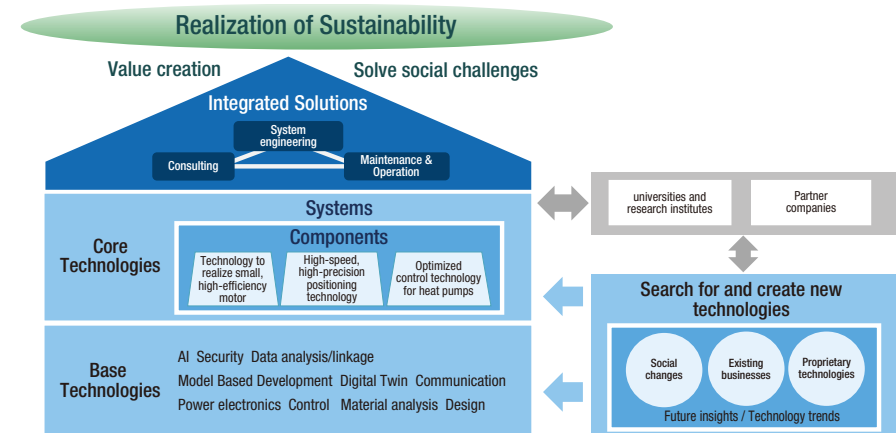 Realization of Sustainability
Value creation
Solve social challenges
Integrated Solutions
System
engineering
Consulting
Maintenance &
Operation
Core
Technologies
Systems
Components
Technology to
realize small,
high-efficiency
motor
High-speed,
high-precision
positioning
technology
Optimized
control technology
for heat pumps
Base
Technologies
AI Security Data analysis/linkage
Model Based Development Digital Twin Communication
Power electronics Control Material analysis Design
universities and
research institutes
Partner
companies
Search for and create new
technologies
Social
changes
Existing
businesses
Proprietary
technologies
Future insights / Technology trends